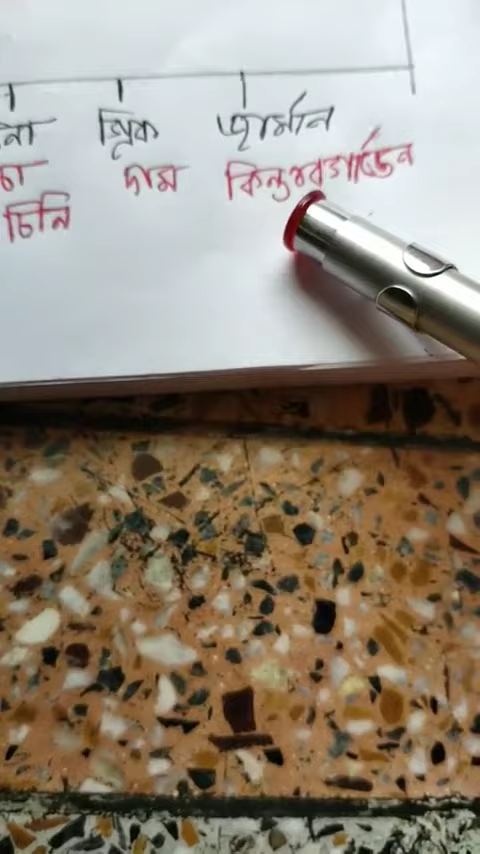 না গ্রিক জার্মান
চা দাম কিন্ডারগার্ডেন
চিনি